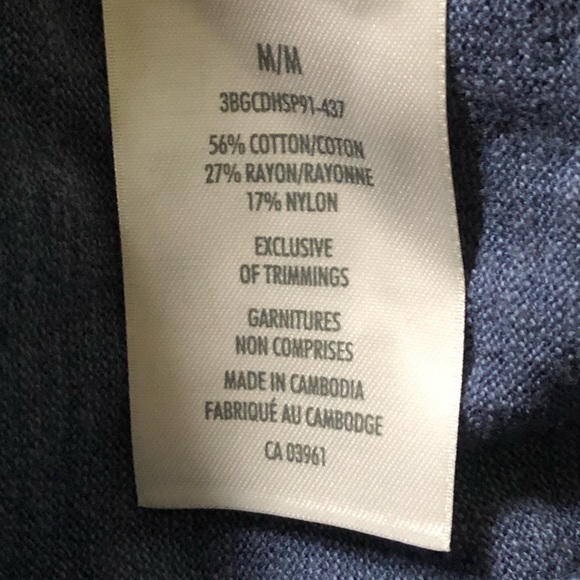 M/M
3BGCDHSP91-437
56% COTTON/COTON
27% RAYON/RAYONNE
17% NYLON
EXCLUSIVE
OF TRIMMINGS
GARNITURES
NON COMPRISES
MADE IN CAMBODIA
FABRIQUÉ AU CAMBODGE
CA 03961